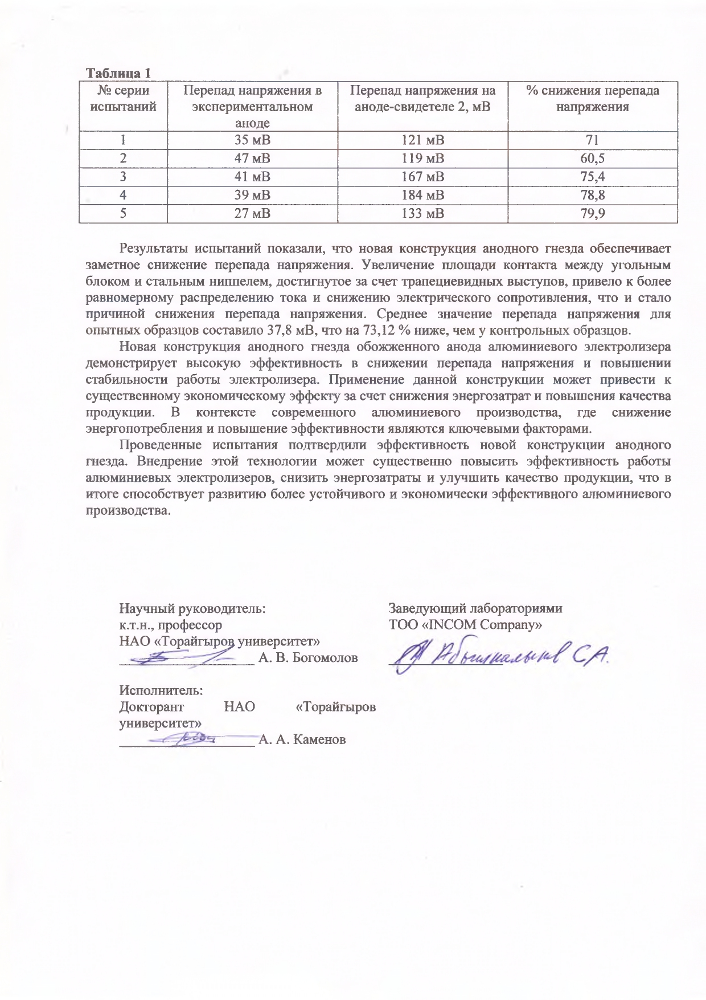 Таблица 1
№ серии испытаний | Перепад напряжения в экспериментальном аноде | Перепад напряжения на аноде-свидетеле 2, мВ | % снижения перепада напряжения
1 | 35 мВ | 121 мВ | 71
2 | 47 мВ | 119 мВ | 60,5
3 | 41 мВ | 167 мВ | 75,4
4 | 39 мВ | 184 мВ | 78,8
5 | 27 мВ | 133 мВ | 79,9
Результаты испытаний показали, что новая конструкция анодного гнезда обеспечивает
заметное снижение перепада напряжения. Увеличение площади контакта между угольным
блоком и стальным ниппелем, достигнутое за счет трапециевидных выступов, привело к более
равномерному распределению тока и снижению электрического сопротивления, что и стало
причиной снижения перепада напряжения. Среднее значение перепада напряжения для
опытных образцов составило 37,8 мВ, что на 73,12 % ниже, чем у контрольных образцов.
Новая конструкция анодного гнезда обожженного анода алюминиевого электролизера
демонстрирует высокую эффективность в снижении перепада напряжения и повышении
стабильности работы электролизера. Применение данной конструкции может привести к
существенному экономическому эффекту за счет снижения энергозатрат и повышения качества
продукции. В контексте современного алюминиевого производства, где снижение
энергопотребления и повышение эффективности являются ключевыми факторами.
Проведенные испытания подтвердили эффективность новой конструкции анодного
гнезда. Внедрение этой технологии может существенно повысить эффективность работы
алюминиевых электролизеров, снизить энергозатраты и улучшить качество продукции, что в
итоге способствует развитию более устойчивого и экономически эффективного алюминиевого
производства.
Научный руководитель:
к.т.н., профессор
НАО «Торайгыров университет»
А. В. Богомолов
Заведующий лабораториями
ТОО «INCOM Company»
С.А.
Исполнитель:
Докторант НАО «Торайгыров
университет»
А. А. Каменов